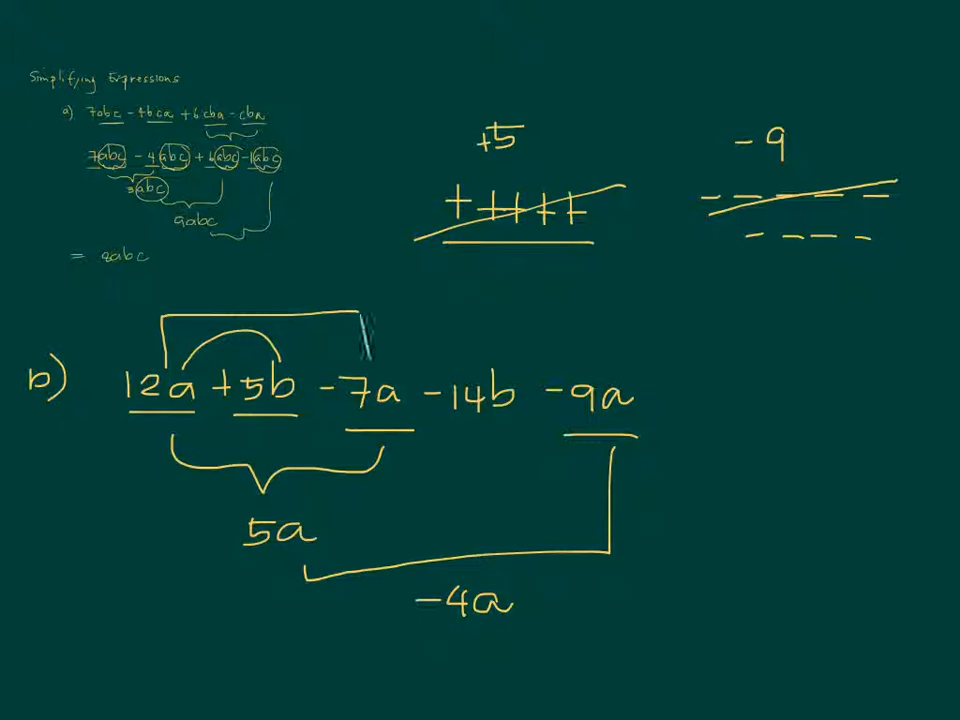 Simplifying Expressions
a) 7abc - 4bca + 6cba - cba
7abc - 4abc + 6abc - 1abc
3abc
9abc
= 8abc
+5
+ + + + +
- 9
- - - - -
- - - -
b) 12a + 5b - 7a - 14b - 9a
5a
-4a